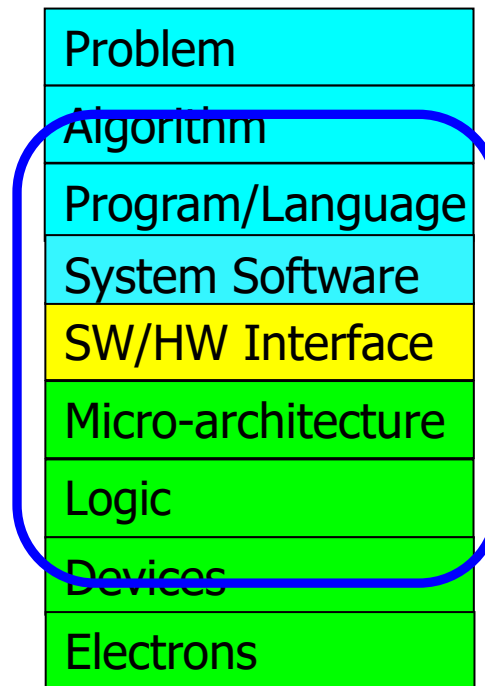 Problem
Algorithm
Program/Language
System Software
SW/HW Interface
Micro-architecture
Logic
Devices
Electrons